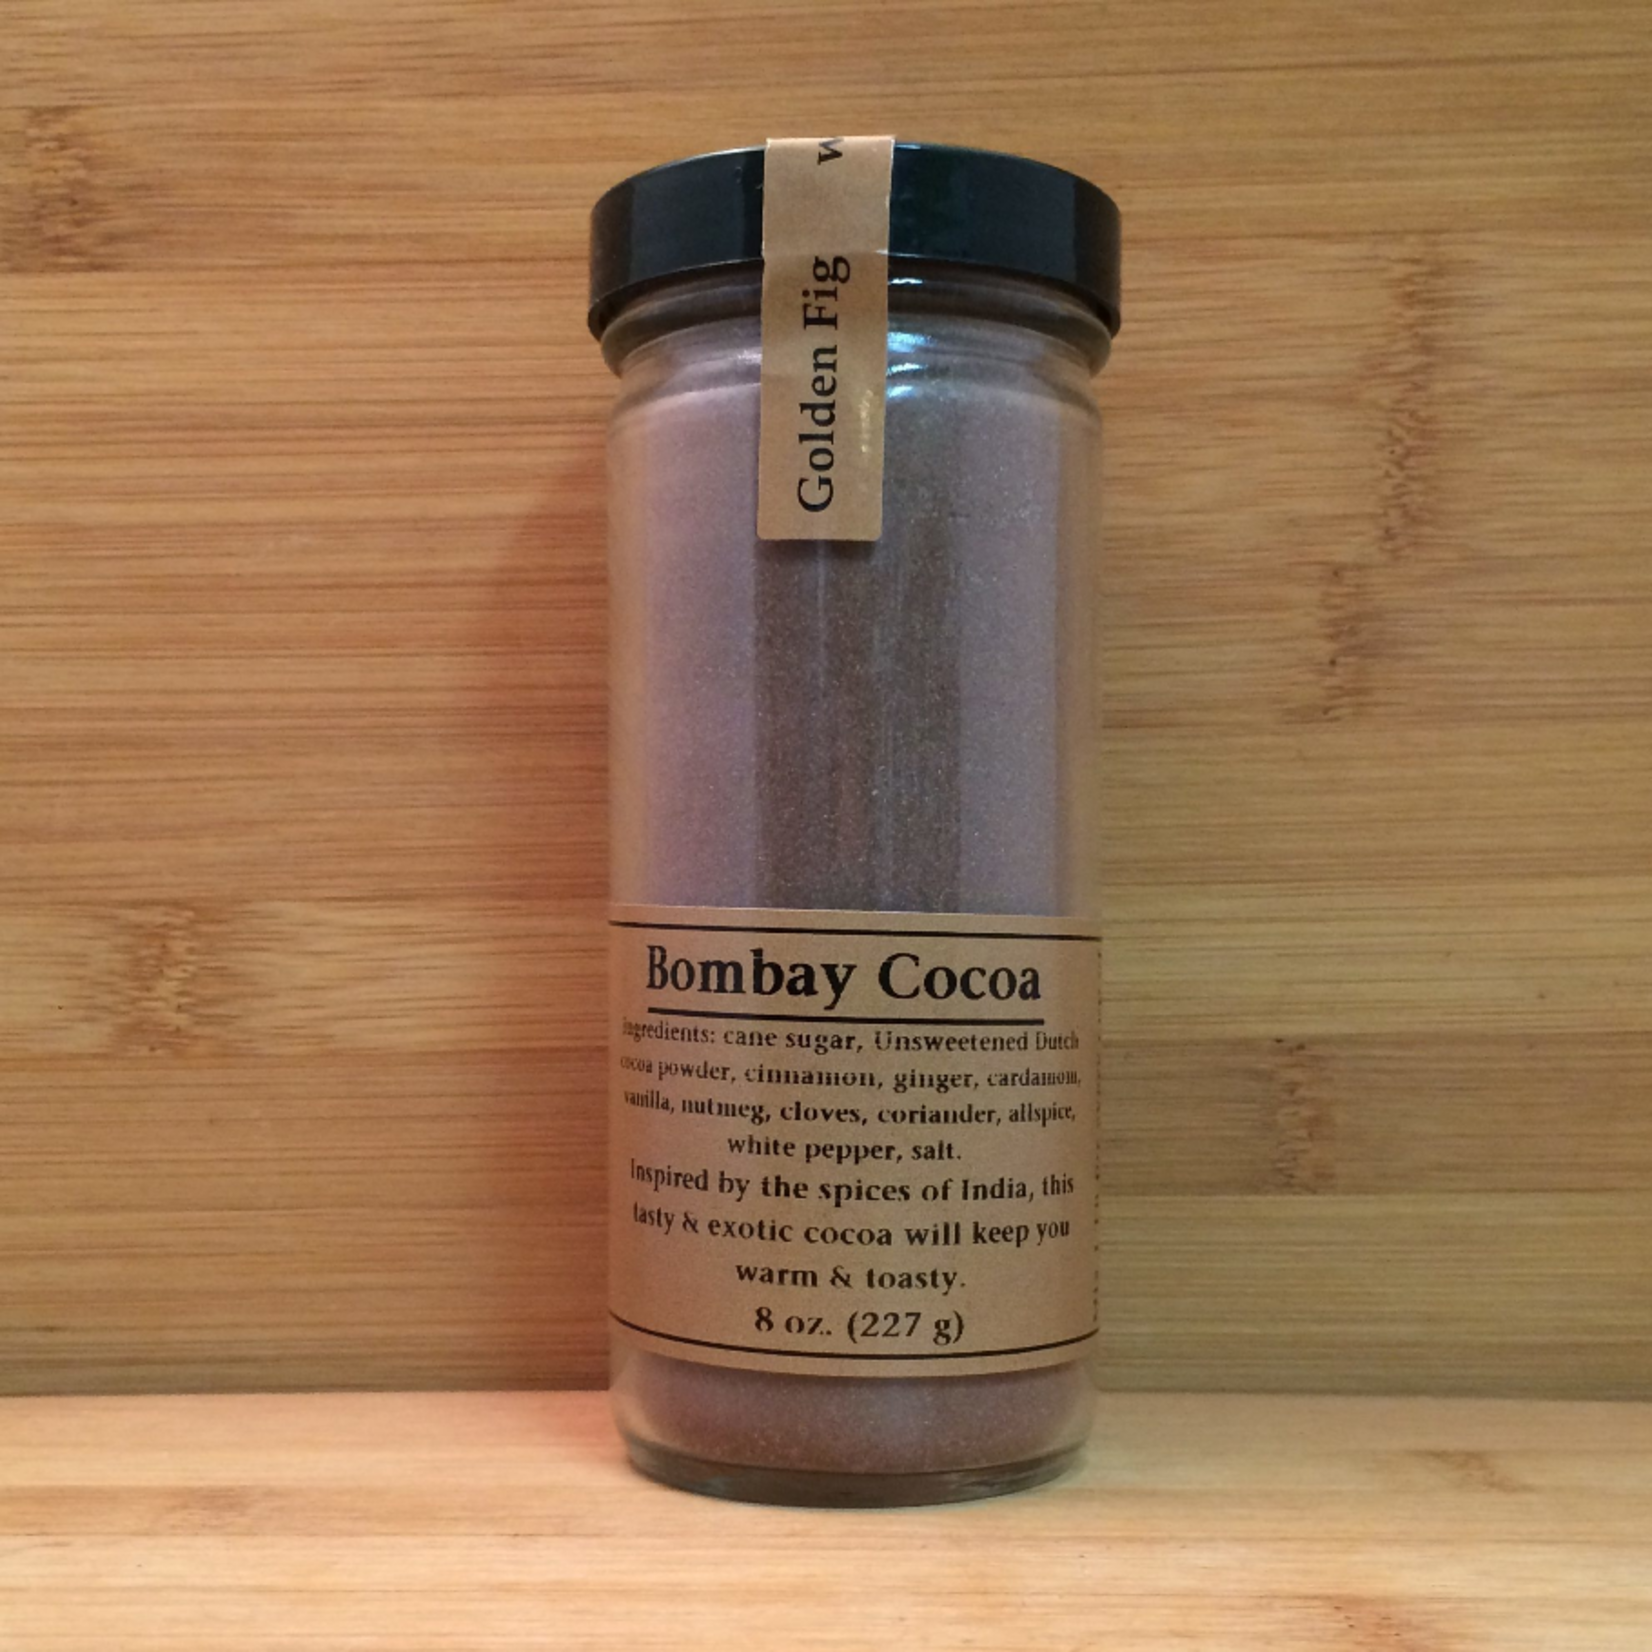 w
Golden Fig
Bombay Cocoa
Ingredients: cane sugar, Unsweetened Dutch
cocoa powder, cinnamon, ginger, cardamom,
vanilla, nutmeg, cloves, coriander, allspice,
white pepper, salt.
Inspired by the spices of India, this
tasty & exotic cocoa will keep you
warm & toasty.
8 oz. (227 g)